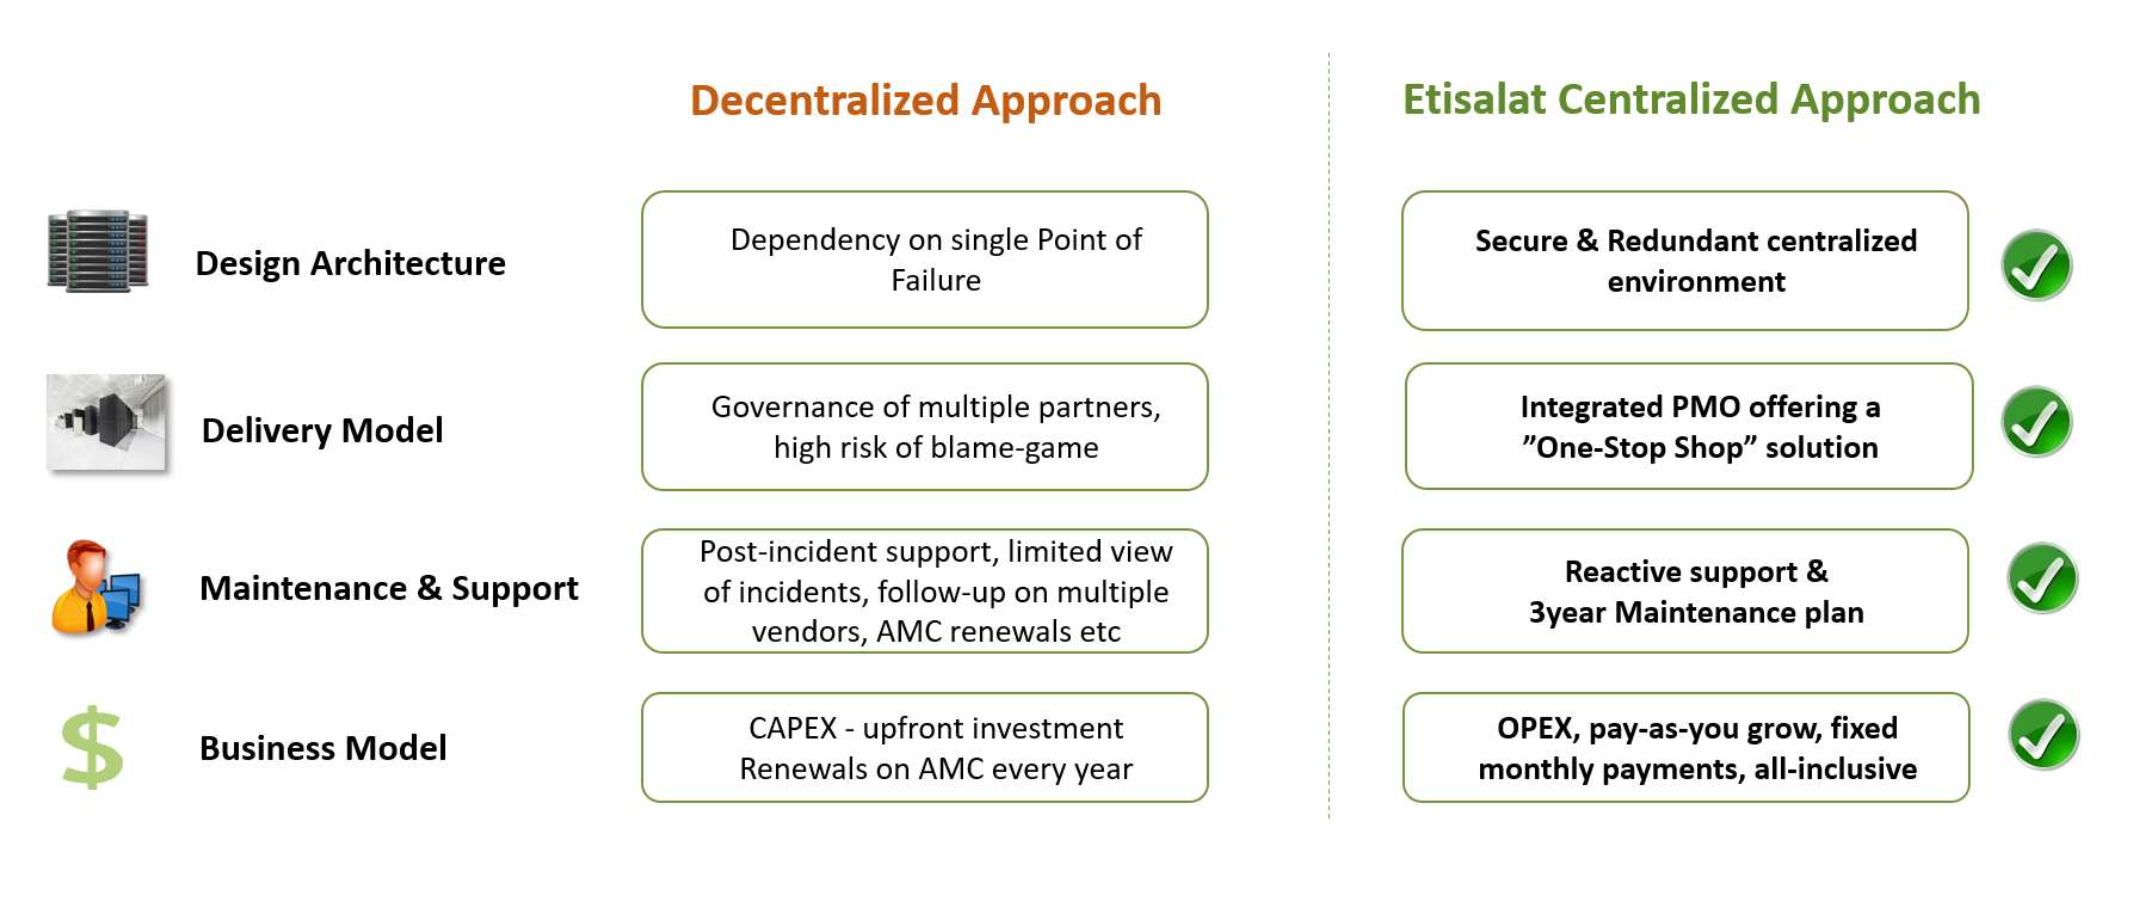 Decentralized Approach
Etisalat Centralized Approach
Design Architecture
Dependency on single Point of
Failure
Secure & Redundant centralized
environment
Delivery Model
Governance of multiple partners,
high risk of blame-game
Integrated PMO offering a
”One-Stop Shop” solution
Maintenance & Support
Post-incident support, limited view
of incidents, follow-up on multiple
vendors, AMC renewals etc
Reactive support &
3year Maintenance plan
Business Model
CAPEX - upfront investment
Renewals on AMC every year
OPEX, pay-as-you grow, fixed
monthly payments, all-inclusive